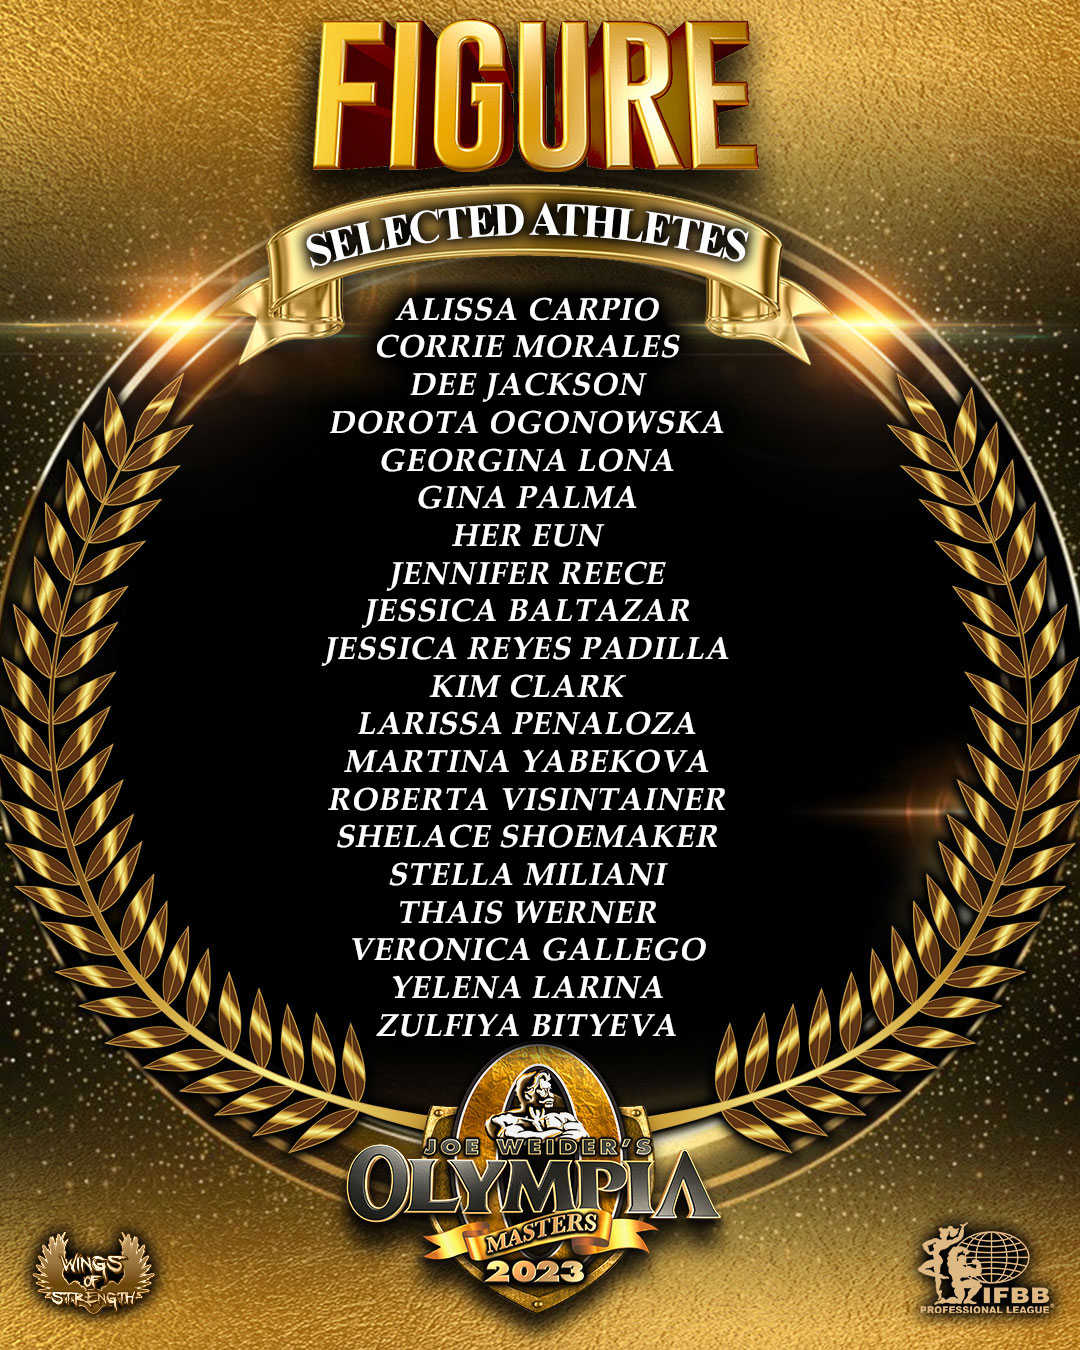 FIGURE
SELECTED ATHLETES
ALISSA CARPIO
CORRIE MORALES
DEE JACKSON
DOROTA OGONOWSKA
GEORGINA LONA
GINA PALMA
HER EUN
JENNIFER REECE
JESSICA BALTAZAR
JESSICA REYES PADILLA
KIM CLARK
LARISSA PENALOZA
MARTINA YABEKOVA
ROBERTA VISINTAINER
SHELACE SHOEMAKER
STELLA MILIANI
THAIS WERNER
VERONICA GALLEGO
YELENA LARINA
ZULFIYA BITYEVA
JOE WEIDER'S
OLYMPIA
MASTERS
2023
WINGS
OF
STRENGTH
IFBB
PROFESSIONAL LEAGUE